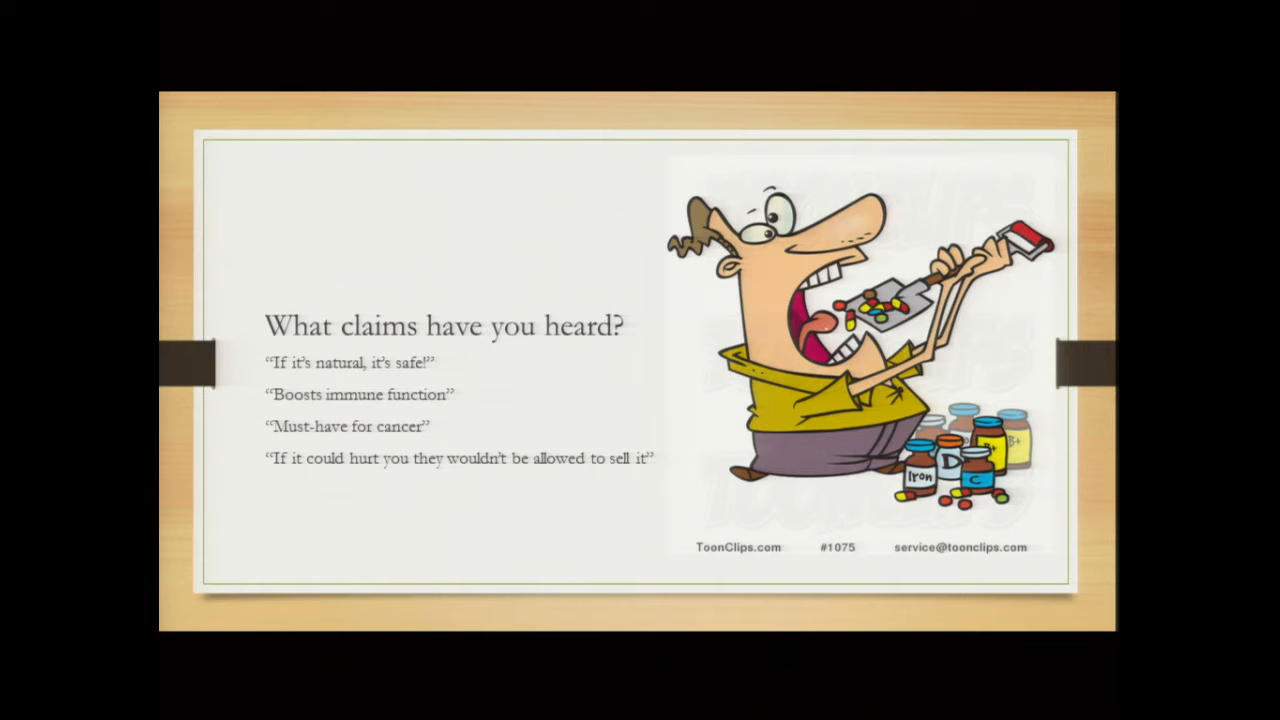 What claims have you heard?
“If it’s natural, it’s safe!”
“Boosts immune function”
“Must-have for cancer”
“If it could hurt you they wouldn’t be allowed to sell it”
B+
B+
Iron
D
C
ToonClips.com #1075 service@toonclips.com